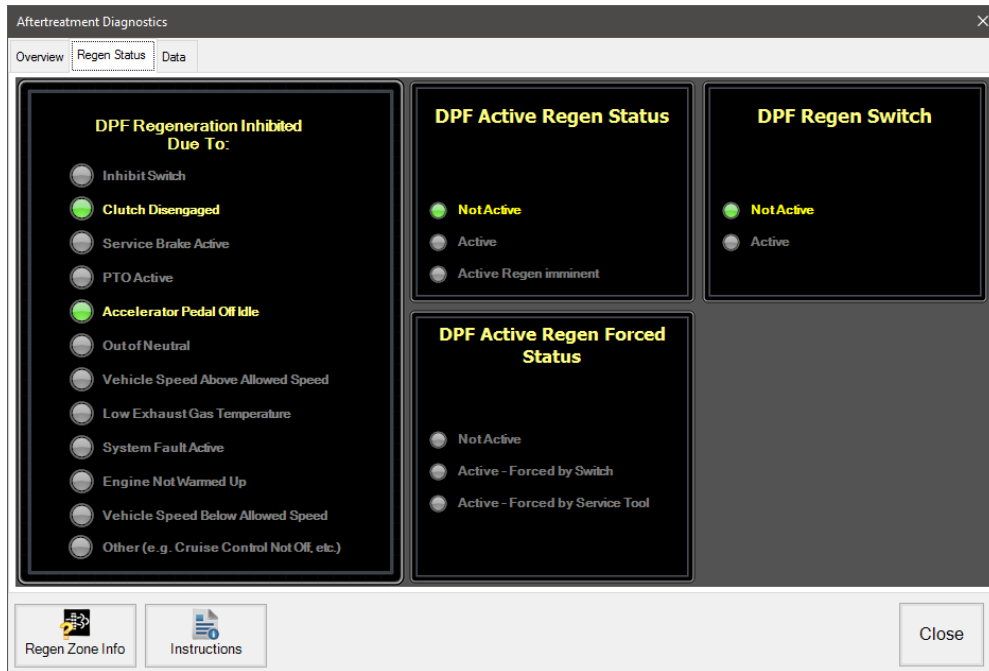 Aftertreatment Diagnostics
Overview
Regen Status
Data
DPF Regeneration Inhibited
Due To:
Inhibit Switch
Clutch Disengaged
Service Brake Active
PTO Active
Accelerator Pedal Off Idle
Out of Neutral
Vehicle Speed Above Allowed Speed
Low Exhaust Gas Temperature
System Fault Active
Engine Not Warmed Up
Vehicle Speed Below Allowed Speed
Other (e.g. Cruise Control Not Off, etc.)
DPF Active Regen Status
Not Active
Active
Active Regen imminent
DPF Regen Switch
Not Active
Active
DPF Active Regen Forced
Status
Not Active
Active - Forced by Switch
Active - Forced by Service Tool
Regen Zone Info
Instructions
Close